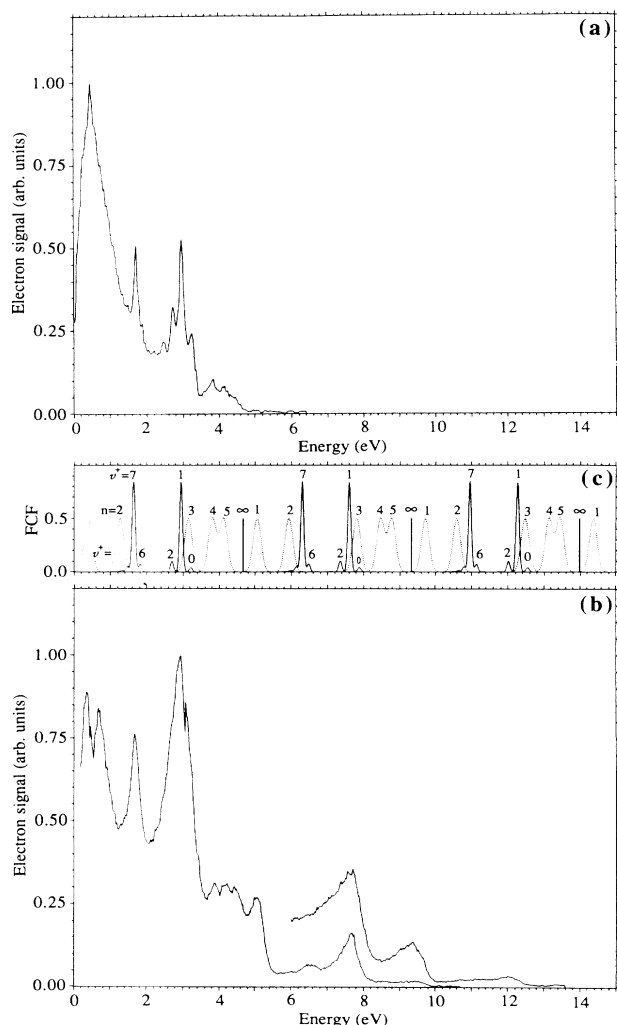 (a)
1.00
0.75
0.50
0.25
0.00
Electron signal (arb. units)
0 2 4 6 8 10 12 14
Energy (eV)
(c)
FCF
0.5
0.0
v⁺=7 1 7 1 7 1
n=2 3 4 5 ∞ 1 2 3 4 5 ∞ 1 2 3 4 5 ∞ 1
v⁺= 6 2 0 6 2 0 6 2 0
(b)
1.00
0.75
0.50
0.25
0.00
Electron signal (arb. units)
0 2 4 6 8 10 12 14
Energy (eV)